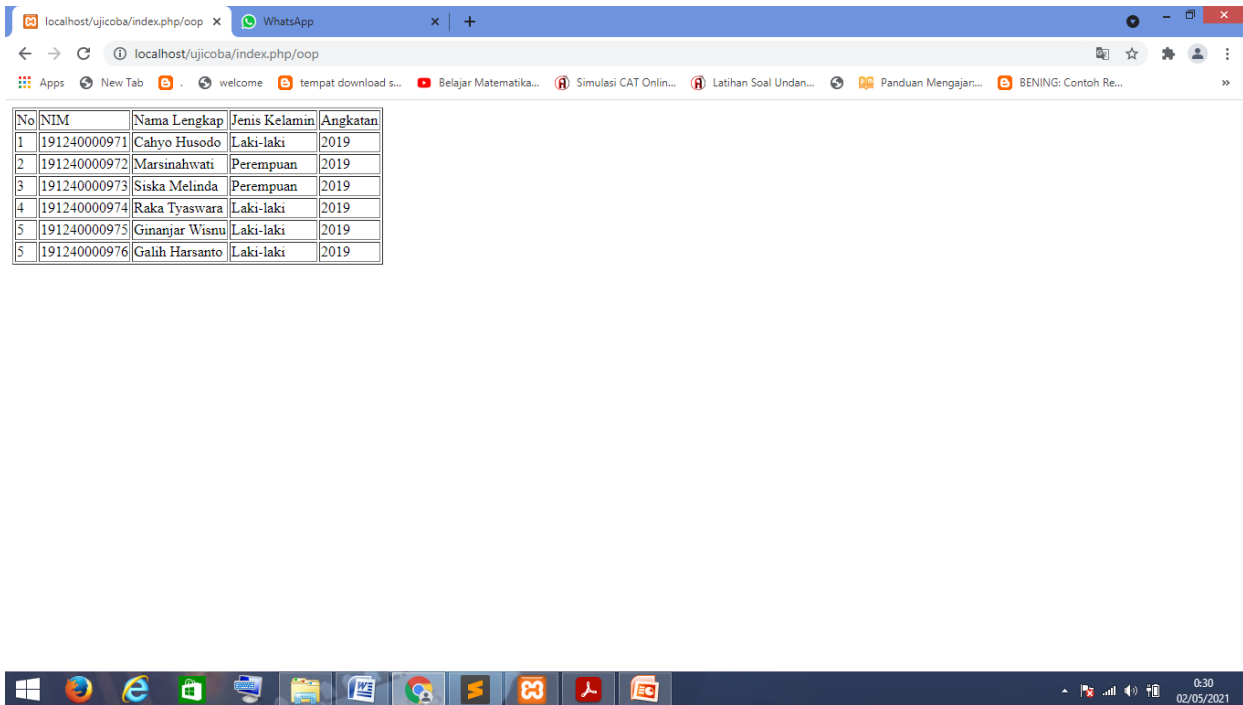 localhost/ujicoba/index.php/oop WhatsApp
localhost/ujicoba/index.php/oop
Apps New Tab . welcome tempat download s... Belajar Matematika... Simulasi CAT Onlin... Latihan Soal Undan... Panduan Mengajar:... BENING: Contoh Re... »
No NIM Nama Lengkap Jenis Kelamin Angkatan
1 191240000971 Cahyo Husodo Laki-laki 2019
2 191240000972 Marsinahwati Perempuan 2019
3 191240000973 Siska Melinda Perempuan 2019
4 191240000974 Raka Tyaswara Laki-laki 2019
5 191240000975 Ginanjar Wisnu Laki-laki 2019
5 191240000976 Galih Harsanto Laki-laki 2019
0:30
02/05/2021